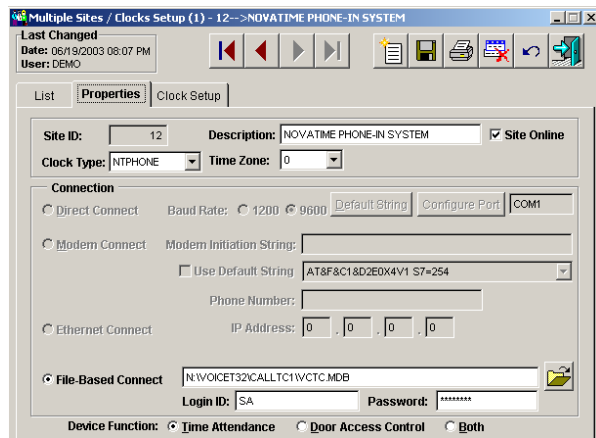 Multiple Sites / Clocks Setup (1) - 12-->NOVATIME PHONE-IN SYSTEM
Last Changed
Date: 06/19/2003 08:07 PM
User: DEMO
List Properties Clock Setup
Site ID: 12 Description: NOVATIME PHONE-IN SYSTEM Site Online
Clock Type: NTPHONE Time Zone: 0
Connection
Direct Connect Baud Rate: 1200 9600 Default String Configure Port COM1
Modem Connect Modem Initiation String:
Use Default String AT&F&C1&D2E0X4V1 S7=254
Phone Number:
Ethernet Connect IP Address: 0 . 0 . 0 . 0
File-Based Connect N:\VOICET32\CALLTC1\VCTC.MDB
Login ID: SA Password: ********
Device Function: Time Attendance Door Access Control Both